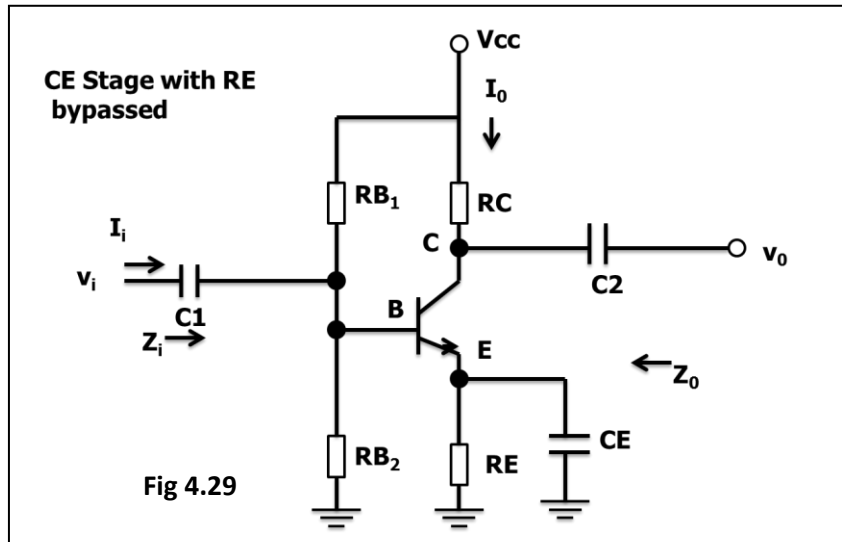 CE Stage with RE
bypassed
Vcc
I₀
RB₁
RC
Iᵢ
C
vᵢ
v₀
C1
B
C2
Zᵢ
E
Z₀
RB₂
RE
CE
Fig 4.29